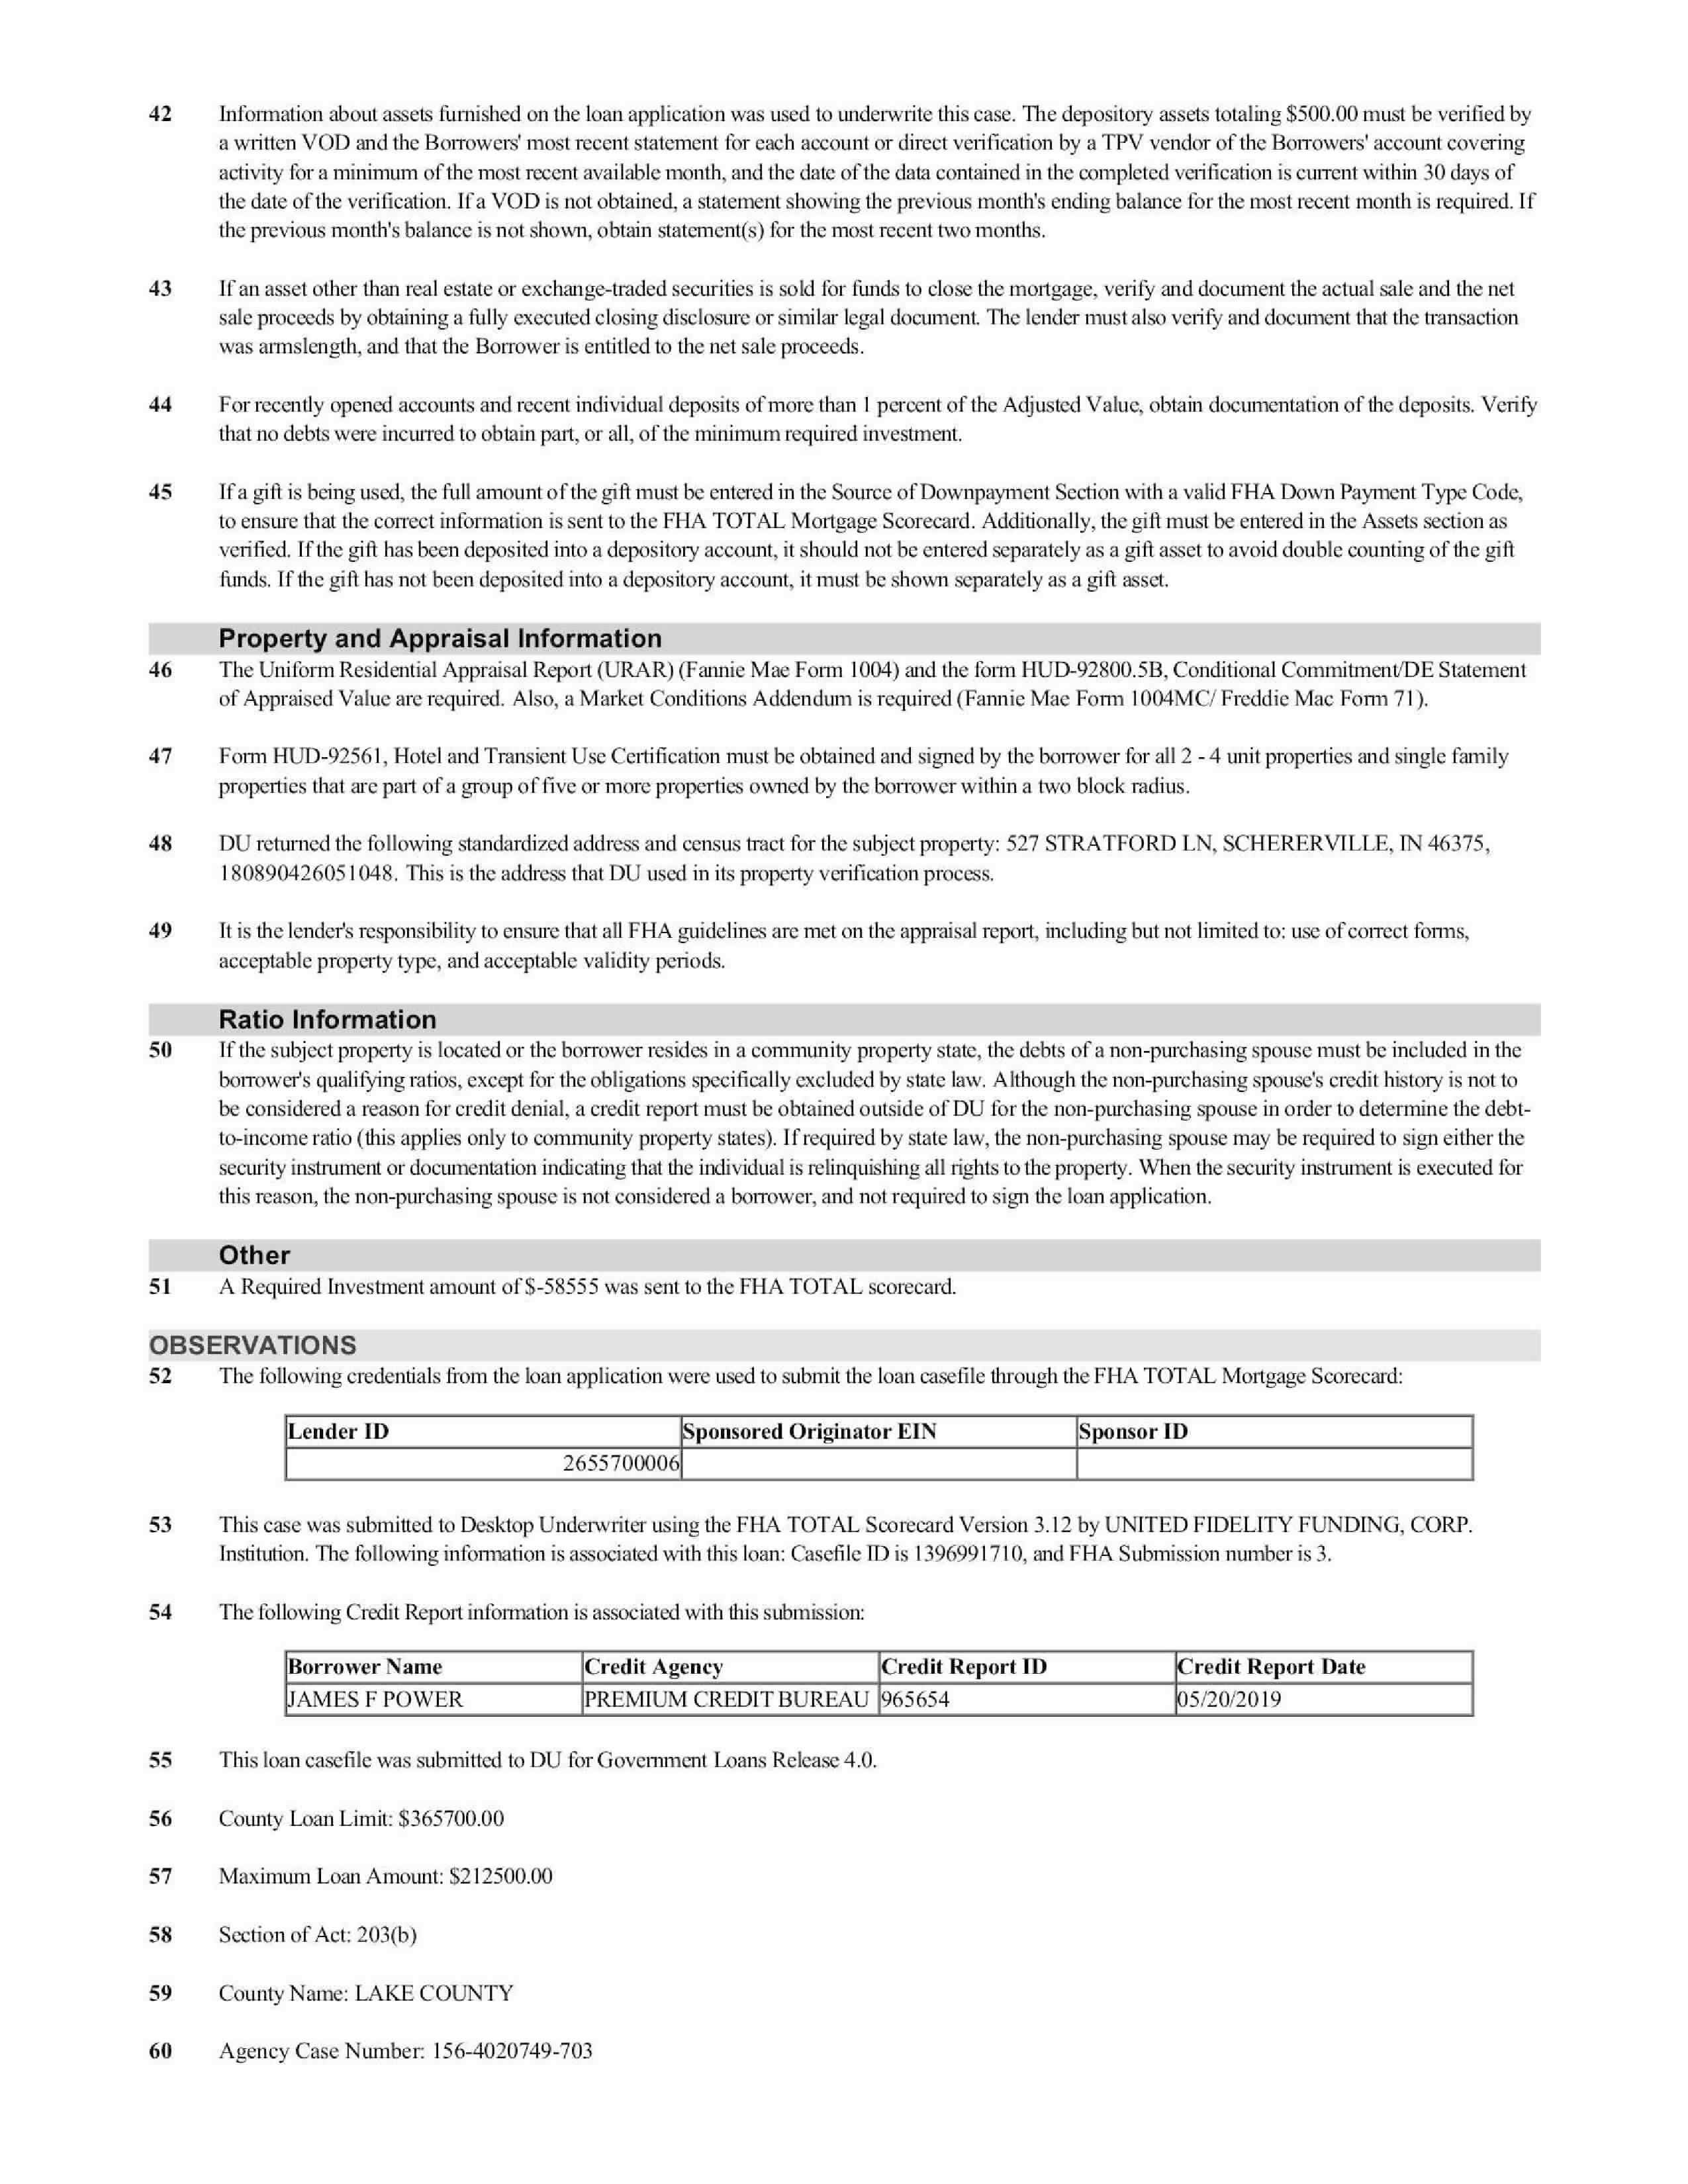 42 Information about assets furnished on the loan application was used to underwrite this case. The depository assets totaling $500.00 must be verified by
a written VOD and the Borrowers' most recent statement for each account or direct verification by a TPV vendor of the Borrowers' account covering
activity for a minimum of the most recent available month, and the date of the data contained in the completed verification is current within 30 days of
the date of the verification. If a VOD is not obtained, a statement showing the previous month's ending balance for the most recent month is required. If
the previous month's balance is not shown, obtain statement(s) for the most recent two months.
43 If an asset other than real estate or exchange-traded securities is sold for funds to close the mortgage, verify and document the actual sale and the net
sale proceeds by obtaining a fully executed closing disclosure or similar legal document. The lender must also verify and document that the transaction
was armslength, and that the Borrower is entitled to the net sale proceeds.
44 For recently opened accounts and recent individual deposits of more than 1 percent of the Adjusted Value, obtain documentation of the deposits. Verify
that no debts were incurred to obtain part, or all, of the minimum required investment.
45 If a gift is being used, the full amount of the gift must be entered in the Source of Downpayment Section with a valid FHA Down Payment Type Code,
to ensure that the correct information is sent to the FHA TOTAL Mortgage Scorecard. Additionally, the gift must be entered in the Assets section as
verified. If the gift has been deposited into a depository account, it should not be entered separately as a gift asset to avoid double counting of the gift
funds. If the gift has not been deposited into a depository account, it must be shown separately as a gift asset.
Property and Appraisal Information
46 The Uniform Residential Appraisal Report (URAR) (Fannie Mae Form 1004) and the form HUD-92800.5B, Conditional Commitment/DE Statement
of Appraised Value are required. Also, a Market Conditions Addendum is required (Fannie Mae Form 1004MC/ Freddie Mac Form 71).
47 Form HUD-92561, Hotel and Transient Use Certification must be obtained and signed by the borrower for all 2 - 4 unit properties and single family
properties that are part of a group of five or more properties owned by the borrower within a two block radius.
48 DU returned the following standardized address and census tract for the subject property: 527 STRATFORD LN, SCHERERVILLE, IN 46375,
180890426051048. This is the address that DU used in its property verification process.
49 It is the lender's responsibility to ensure that all FHA guidelines are met on the appraisal report, including but not limited to: use of correct forms,
acceptable property type, and acceptable validity periods.
Ratio Information
50 If the subject property is located or the borrower resides in a community property state, the debts of a non-purchasing spouse must be included in the
borrower's qualifying ratios, except for the obligations specifically excluded by state law. Although the non-purchasing spouse's credit history is not to
be considered a reason for credit denial, a credit report must be obtained outside of DU for the non-purchasing spouse in order to determine the debt-
to-income ratio (this applies only to community property states). If required by state law, the non-purchasing spouse may be required to sign either the
security instrument or documentation indicating that the individual is relinquishing all rights to the property. When the security instrument is executed for
this reason, the non-purchasing spouse is not considered a borrower, and not required to sign the loan application.
Other
51 A Required Investment amount of $-58555 was sent to the FHA TOTAL scorecard.
OBSERVATIONS
52 The following credentials from the loan application were used to submit the loan casefile through the FHA TOTAL Mortgage Scorecard:
Lender ID Sponsored Originator EIN Sponsor ID
2655700006
53 This case was submitted to Desktop Underwriter using the FHA TOTAL Scorecard Version 3.12 by UNITED FIDELITY FUNDING, CORP.
Institution. The following information is associated with this loan: Casefile ID is 1396991710, and FHA Submission number is 3.
54 The following Credit Report information is associated with this submission:
Borrower Name Credit Agency Credit Report ID Credit Report Date
JAMES F POWER PREMIUM CREDIT BUREAU 965654 05/20/2019
55 This loan casefile was submitted to DU for Government Loans Release 4.0.
56 County Loan Limit: $365700.00
57 Maximum Loan Amount: $212500.00
58 Section of Act: 203(b)
59 County Name: LAKE COUNTY
60 Agency Case Number: 156-4020749-703